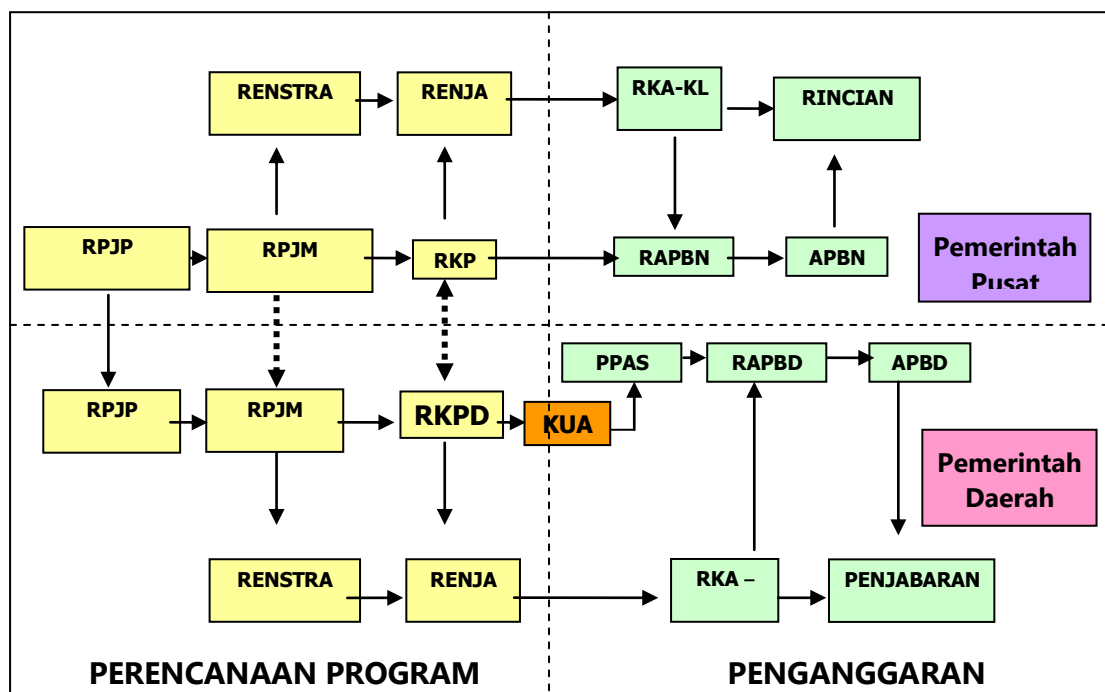 RENSTRA
RENJA
RKA-KL
RINCIAN
RPJP
RPJM
RKP
RAPBN
APBN
Pemerintah
Pusat
PPAS
RAPBD
APBD
RPJP
RPJM
RKPD
KUA
Pemerintah
Daerah
RENSTRA
RENJA
RKA –
PENJABARAN
PERENCANAAN PROGRAM
PENGANGGARAN